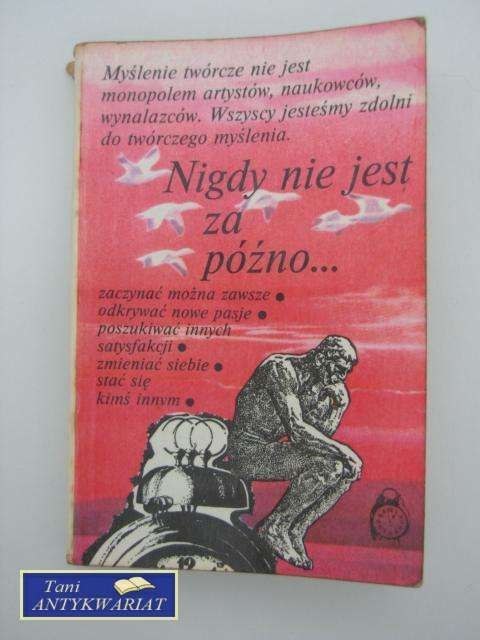 Myślenie twórcze nie jest
monopolem artystów, naukowców,
wynalazców. Wszyscy jesteśmy zdolni
do twórczego myślenia.
Nigdy nie jest
za
późno...
zaczynać można zawsze ●
odkrywać nowe pasje ●
poszukiwać innych
satysfakcji ●
zmieniać siebie ●
stać się
kimś innym ●
12
Tani
ANTYKWARIAT